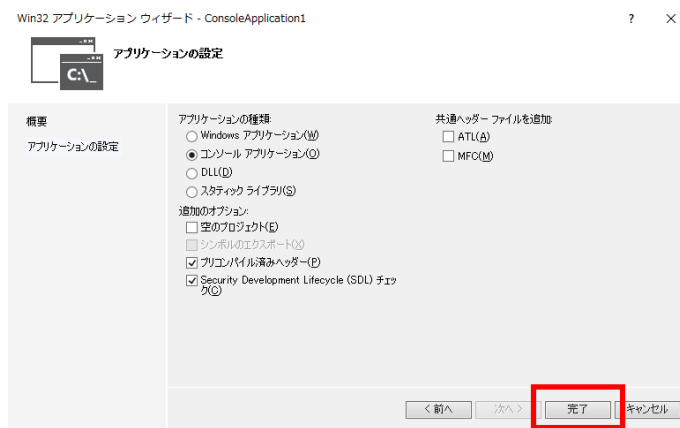 Win32 アプリケーション ウィザード - ConsoleApplication1
? ×
アプリケーションの設定
C:\_
概要
アプリケーションの設定
アプリケーションの種類:
Windows アプリケーション(W)
コンソール アプリケーション(O)
DLL(D)
スタティック ライブラリ(S)
追加のオプション:
空のプロジェクト(E)
シンボルのエクスポート(X)
プリコンパイル済みヘッダー(P)
Security Development Lifecycle (SDL) チェッ
ク(C)
共通ヘッダー ファイルを追加:
ATL(A)
MFC(M)
< 前へ
次へ >
完了
キャンセル